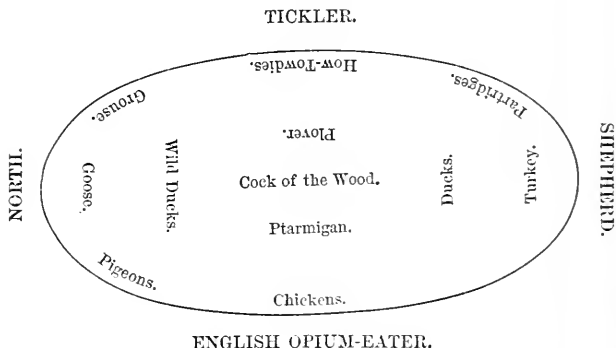 TICKLER.
How-Towdies.
Grouse.
Partridges.
Plover.
NORTH.
Goose.
Wild Ducks.
Cock of the Wood.
Ducks.
Turkey.
SHEPHERD.
Ptarmigan.
Pigeons.
Chickens.
ENGLISH OPIUM-EATER.